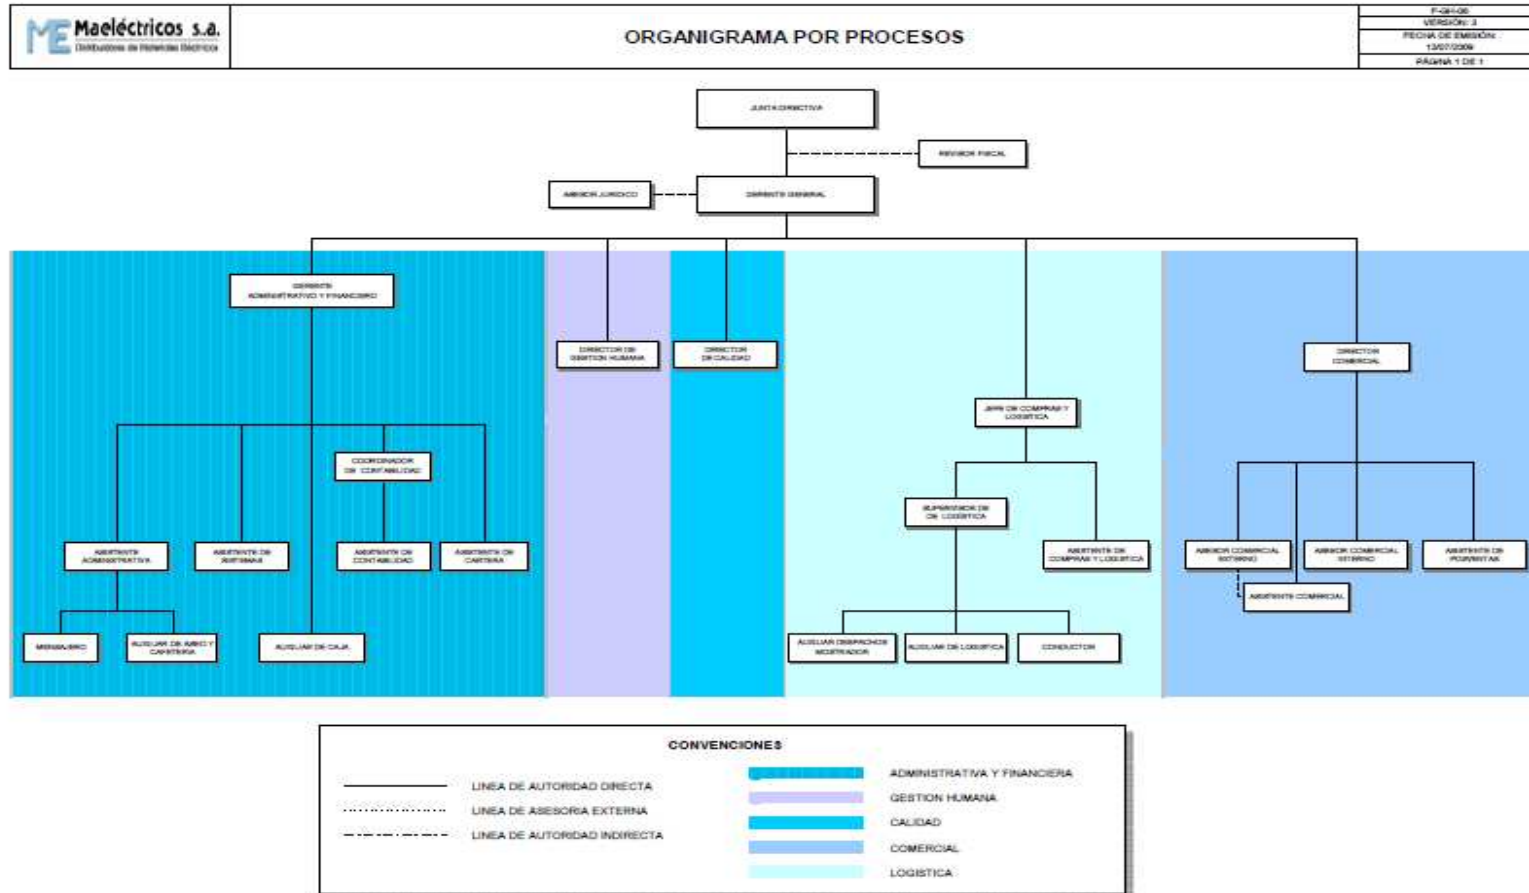 Maeléctricos s.a.
Distribuidores de Materiales Eléctricos
ORGANIGRAMA POR PROCESOS
VERSIÓN: 3
FECHA DE EMISIÓN:
PÁGINA 1 DE 1
JUNTA DIRECTIVA
REVISOR FISCAL
ASESOR JURIDICO
GERENTE GENERAL
GERENTE
ADMINISTRATIVO Y FINANCIERO
DIRECTOR DE
GESTION HUMANA
DIRECTOR
DE CALIDAD
DIRECTOR
COMERCIAL
JEFE DE COMPRAS Y
LOGISTICA
COORDINADOR
DE CONTABILIDAD
SUPERVISOR DE
DE LOGÍSTICA
ASISTENTE
ADMINISTRATIVA
ASISTENTE DE
SISTEMAS
ASISTENTE DE
CONTABILIDAD
ASISTENTE DE
CARTERA
ASISTENTE DE
COMPRAS Y LOGISTICA
ASESOR COMERCIAL
EXTERNO
ASESOR COMERCIAL
INTERNO
ASISTENTE DE
POSVENTAS
ASISTENTE COMERCIAL
MENSAJERO
AUXILIAR DE ASEO Y
CAFETERIA
AUXILIAR DE CAJA
AUXILIAR DESPACHOS
MOSTRADOR
AUXILIAR DE LOGISTICA
CONDUCTOR
CONVENCIONES
LINEA DE AUTORIDAD DIRECTA
LINEA DE ASESORIA EXTERNA
LINEA DE AUTORIDAD INDIRECTA
ADMINISTRATIVA Y FINANCIERA
GESTION HUMANA
CALIDAD
COMERCIAL
LOGISTICA